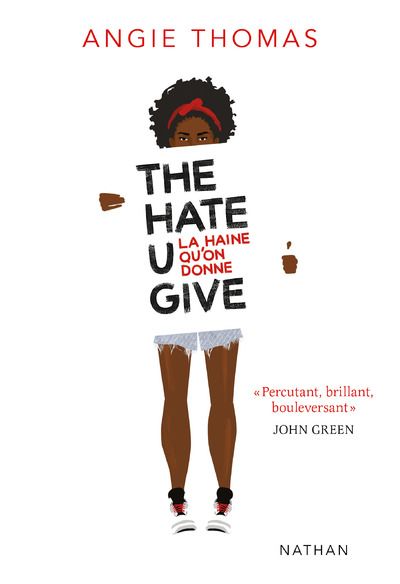 ANGIE THOMAS
THE
HATE
U
LA HAINE
QU'ON
DONNE
GIVE
« Percutant, brillant,
bouleversant »
JOHN GREEN
NATHAN